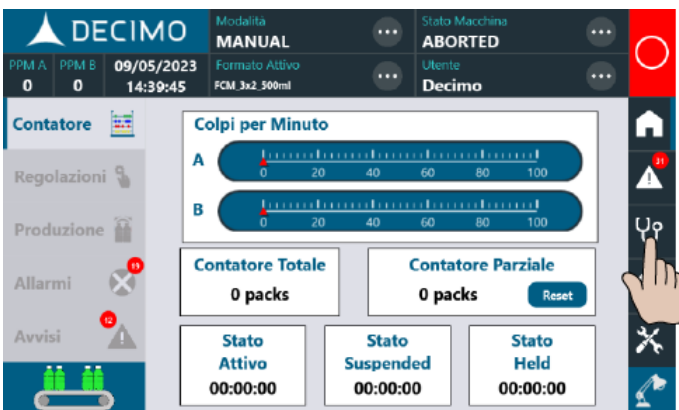 DECIMO
Modalità
MANUAL
Stato Macchina
ABORTED
PPM A
0
PPM B
0
09/05/2023
14:39:45
Formato Attivo
FCM_3x2_500ml
Utente
Decimo
Contatore
Regolazioni
Produzione
Allarmi
19
Avvisi
12
Colpi per Minuto
A
0 20 40 60 80 100
B
0 20 40 60 80 100
Contatore Totale
0 packs
Contatore Parziale
0 packs
Reset
Stato
Attivo
00:00:00
Stato
Suspended
00:00:00
Stato
Held
00:00:00
31